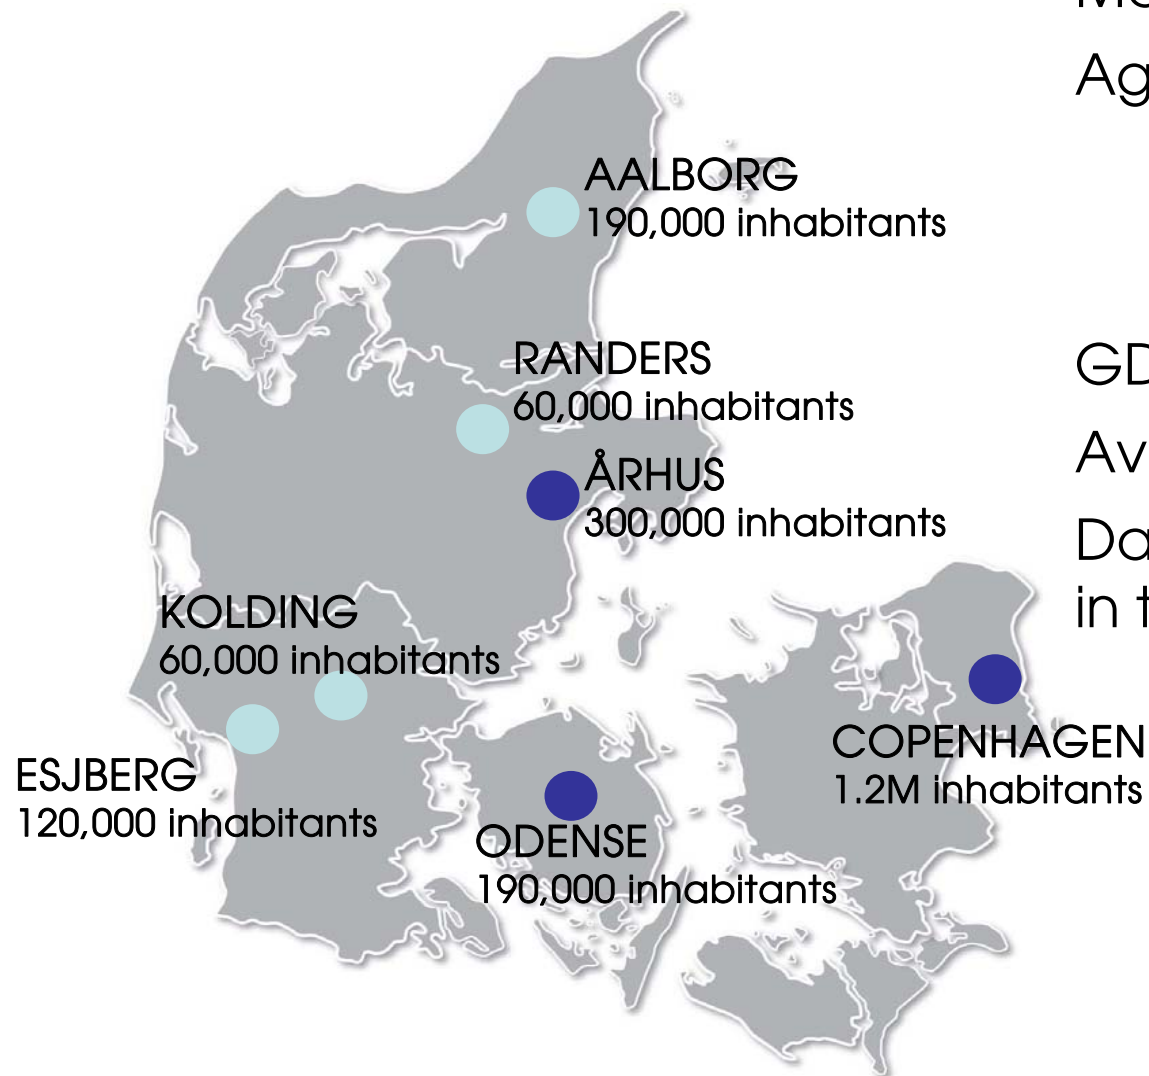 Ag
AALBORG
190,000 inhabitants
RANDERS
60,000 inhabitants
GD
Av
ÅRHUS
300,000 inhabitants
Da
in t
KOLDING
60,000 inhabitants
COPENHAGEN
1.2M inhabitants
ESJBERG
120,000 inhabitants
ODENSE
190,000 inhabitants